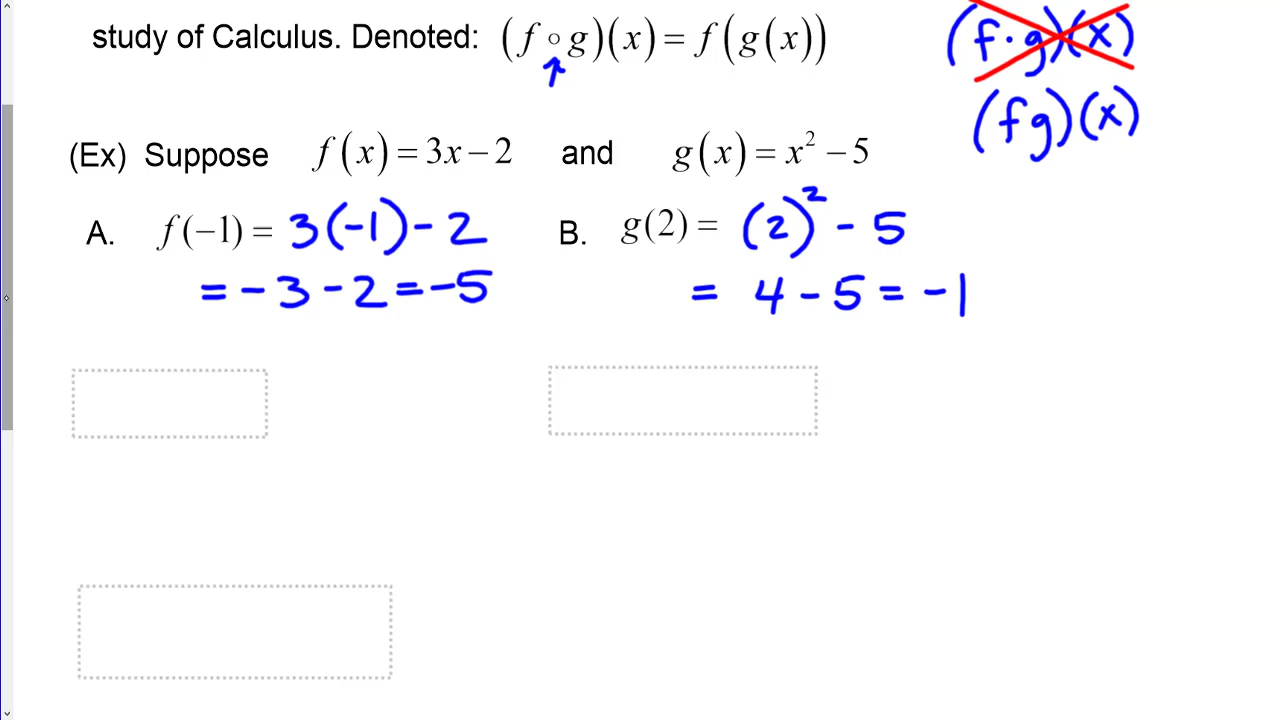 study of Calculus. Denoted: (f ∘ g)(x) = f(g(x))
(f·g)(x)
(fg)(x)
(Ex) Suppose f(x) = 3x − 2 and g(x) = x² − 5
A. f(−1) = 3(-1) - 2 B. g(2) = (2)² - 5
= -3 - 2 = -5 = 4 - 5 = -1